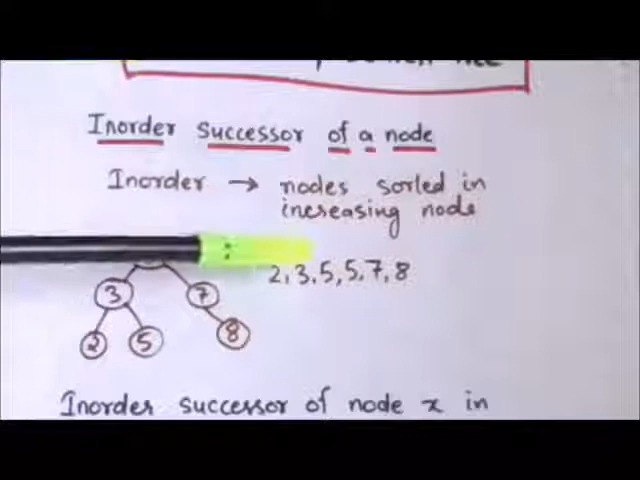 Inorder successor of a node
Inorder → nodes sorted in
increasing node
2, 3, 5, 5, 7, 8
3 7
2 5 8
Inorder successor of node x in